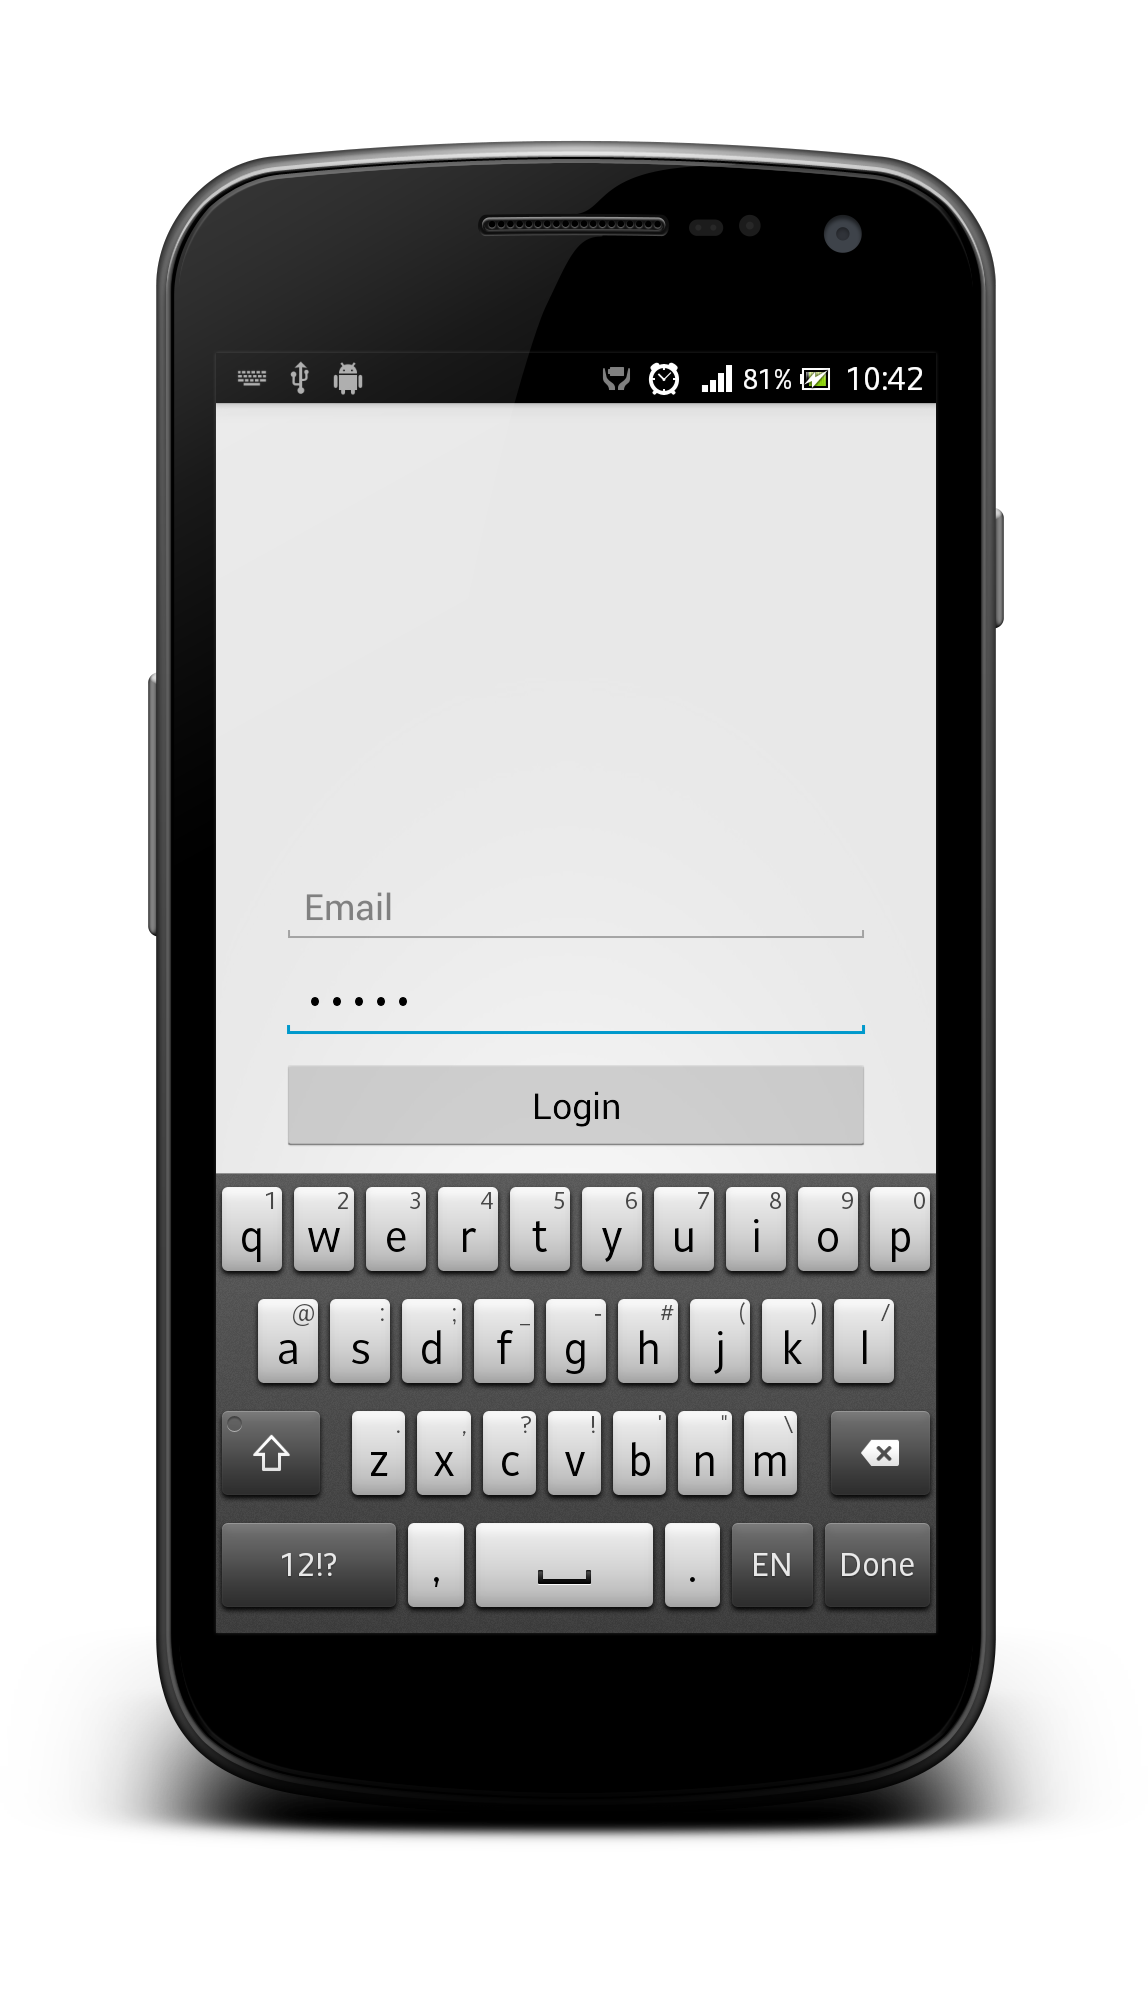 81% 10:42
Email
•••••
Login
1 2 3 4 5 6 7 8 9 0
q w e r t y u i o p
@ : ; _ - # ( ) /
a s d f g h j k l
. , ? ! ' " \
z x c v b n m
12!? , . EN Done